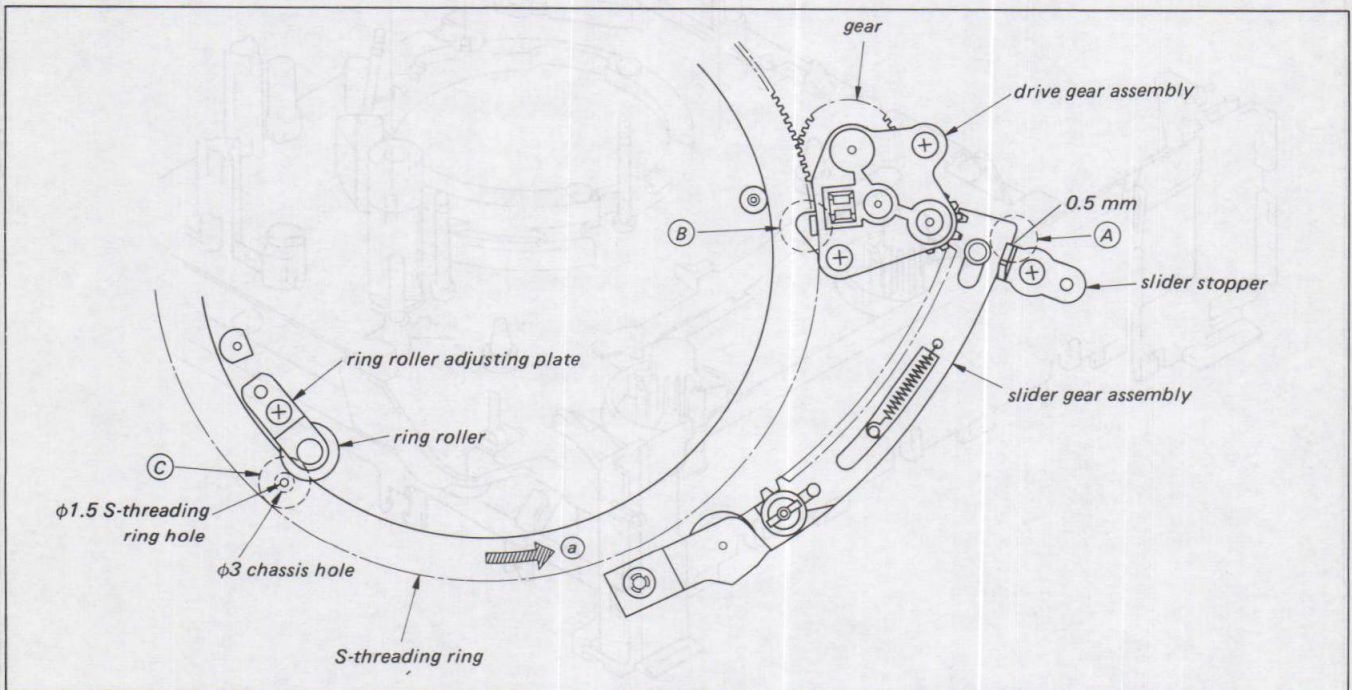 gear
drive gear assembly
0.5 mm
Ⓐ
Ⓑ
slider stopper
ring roller adjusting plate
slider gear assembly
ring roller
Ⓒ
φ1.5 S-threading
ring hole
φ3 chassis hole
ⓐ
S-threading ring